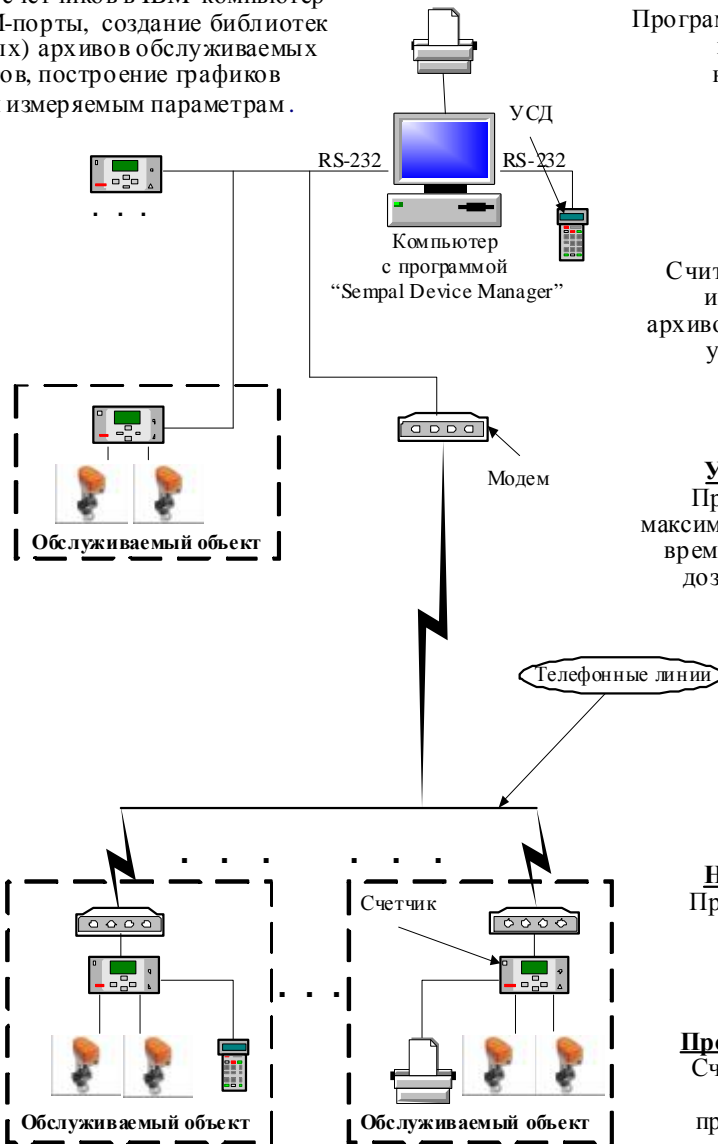 счетчиков в IBM-компьютер
М-порты, создание библиотек
ых) архивов обслуживаемых
ов, построение графиков
измеряемым параметрам.
Програм
УСД
RS-232
RS-232
. . .
Компьютер
с программой
“Sempal Device Manager”
Счит
и
архиво
у
Модем
Обслуживаемый объект
У
Пр
максим
врем
доз
Телефонные линии
. . . . . .
Н
Пр
Счетчик
. . .
Про
Сч
пр
Обслуживаемый объект
Обслуживаемый объект